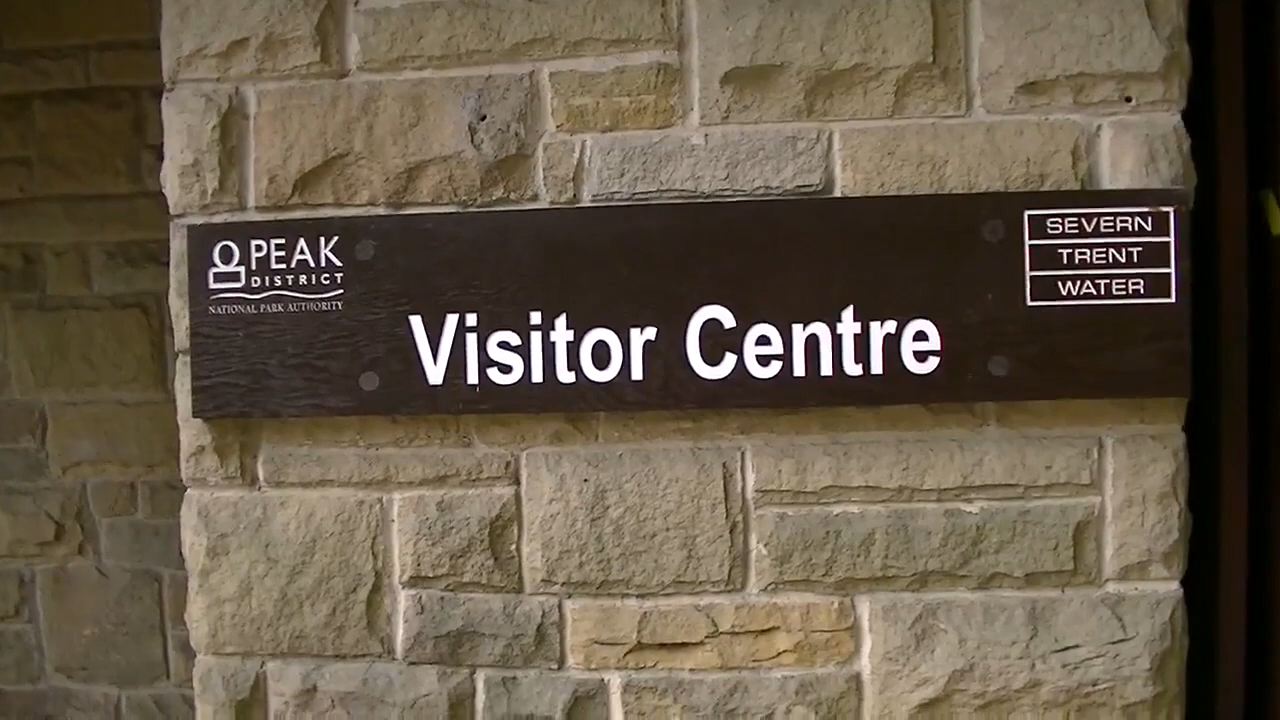 PEAK
DISTRICT
NATIONAL PARK AUTHORITY
SEVERN
TRENT
WATER
Visitor Centre